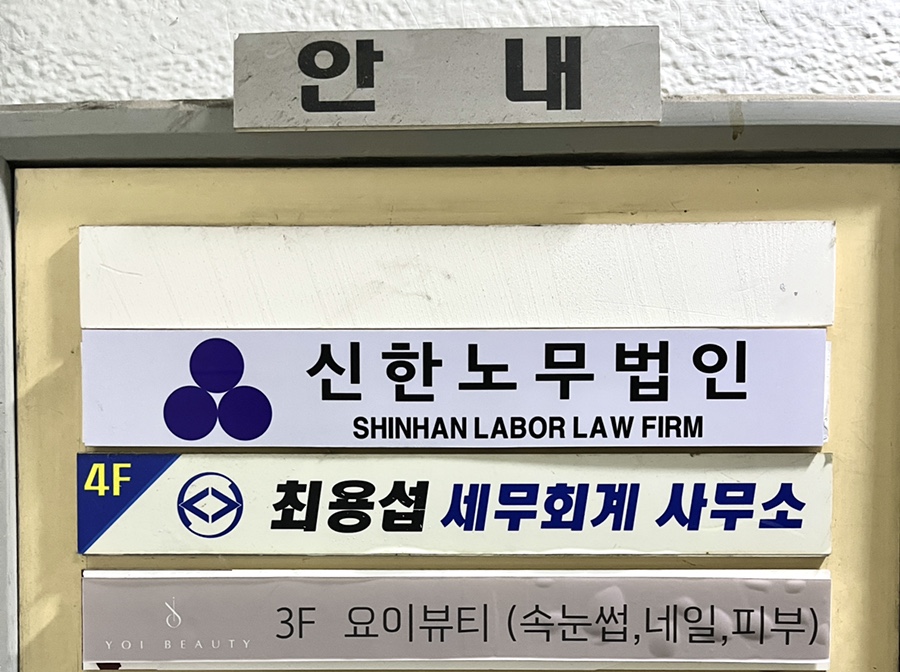 안 내
신한노무법인
SHINHAN LABOR LAW FIRM
4F 최용섭 세무회계 사무소
YOI BEAUTY 3F 요이뷰티 (속눈썹,네일,피부)